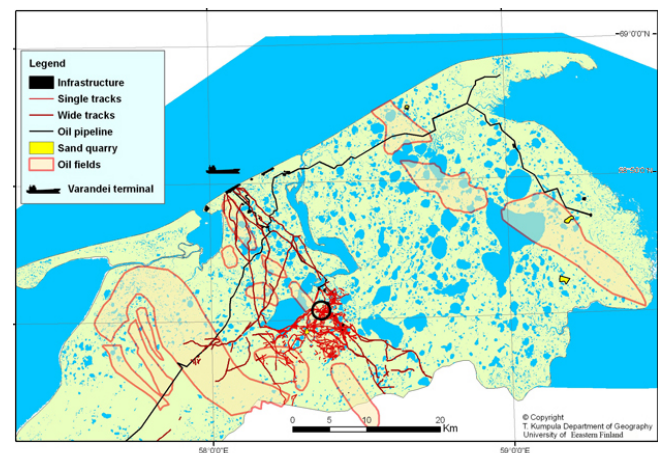 69°0'0"N
Legend
Infrastructure
Single tracks
Wide tracks
Oil pipeline
Sand quarry
Oil fields
Varandei terminal
0 5 10 20
Km
© Copyright
T. Kumpula Department of Geography
University of Eeastern Finland
58°0'0"E
59°0'0"E